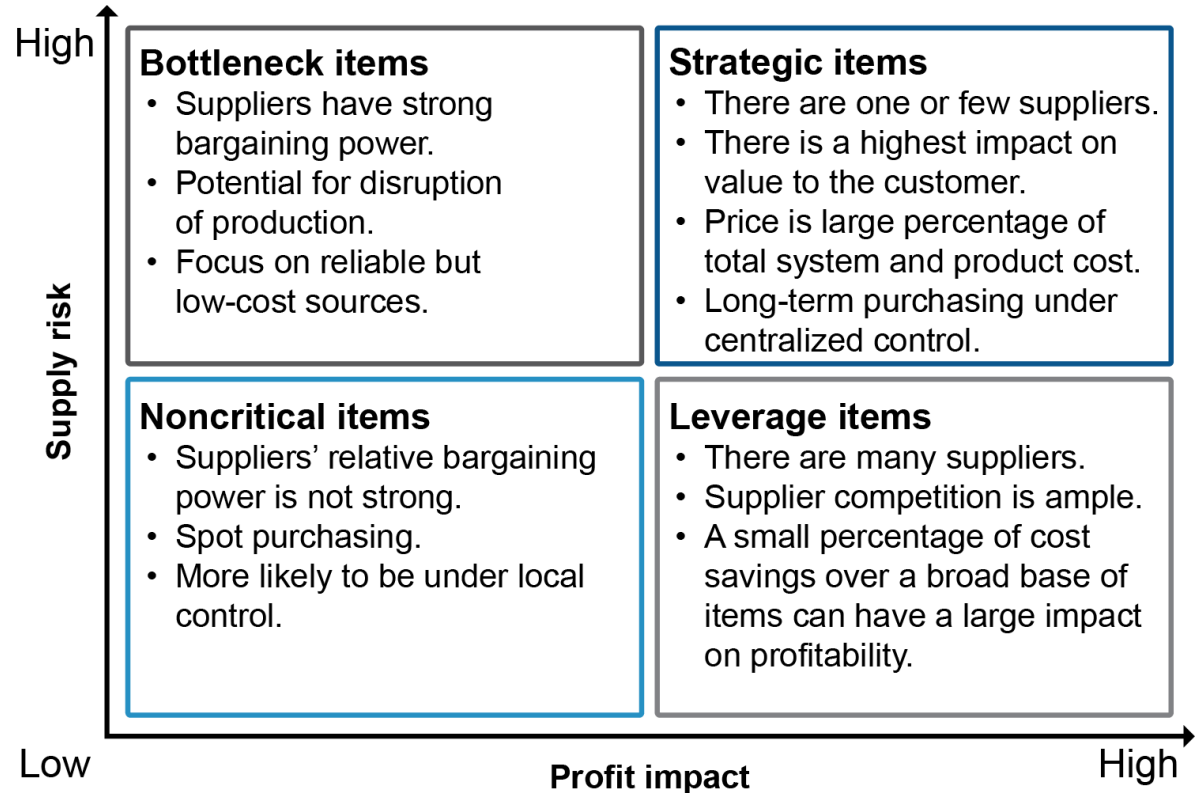 High
Bottleneck items
• Suppliers have strong
bargaining power.
• Potential for disruption
of production.
• Focus on reliable but
low-cost sources.
Strategic items
• There are one or few suppliers.
• There is a highest impact on
value to the customer.
• Price is large percentage of
total system and product cost.
• Long-term purchasing under
centralized control.
Supply risk
Noncritical items
• Suppliers’ relative bargaining
power is not strong.
• Spot purchasing.
• More likely to be under local
control.
Leverage items
• There are many suppliers.
• Supplier competition is ample.
• A small percentage of cost
savings over a broad base of
items can have a large impact
on profitability.
Low
Profit impact
High